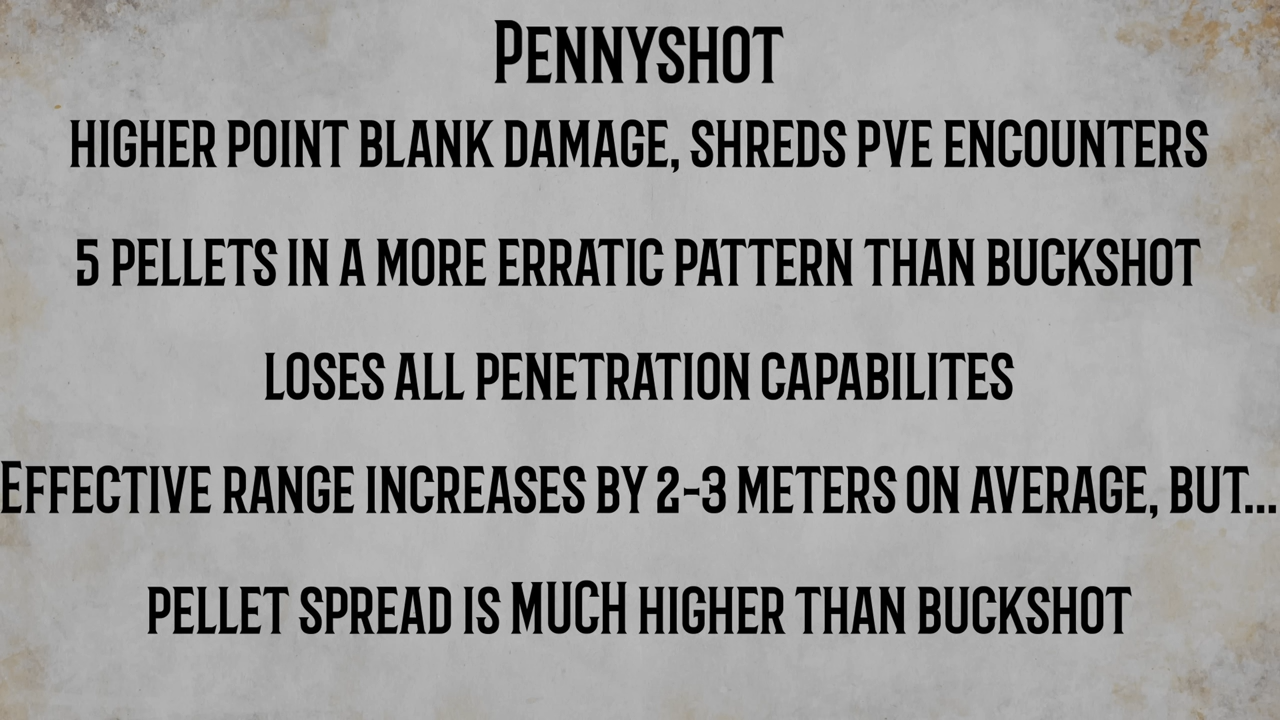 Pennyshot
HIGHER POINT BLANK DAMAGE, SHREDS PVE ENCOUNTERS
5 PELLETS IN A MORE ERRATIC PATTERN THAN BUCKSHOT
LOSES ALL PENETRATION CAPABILITES
EFFECTIVE RANGE INCREASES BY 2-3 METERS ON AVERAGE, BUT...
PELLET SPREAD IS MUCH HIGHER THAN BUCKSHOT